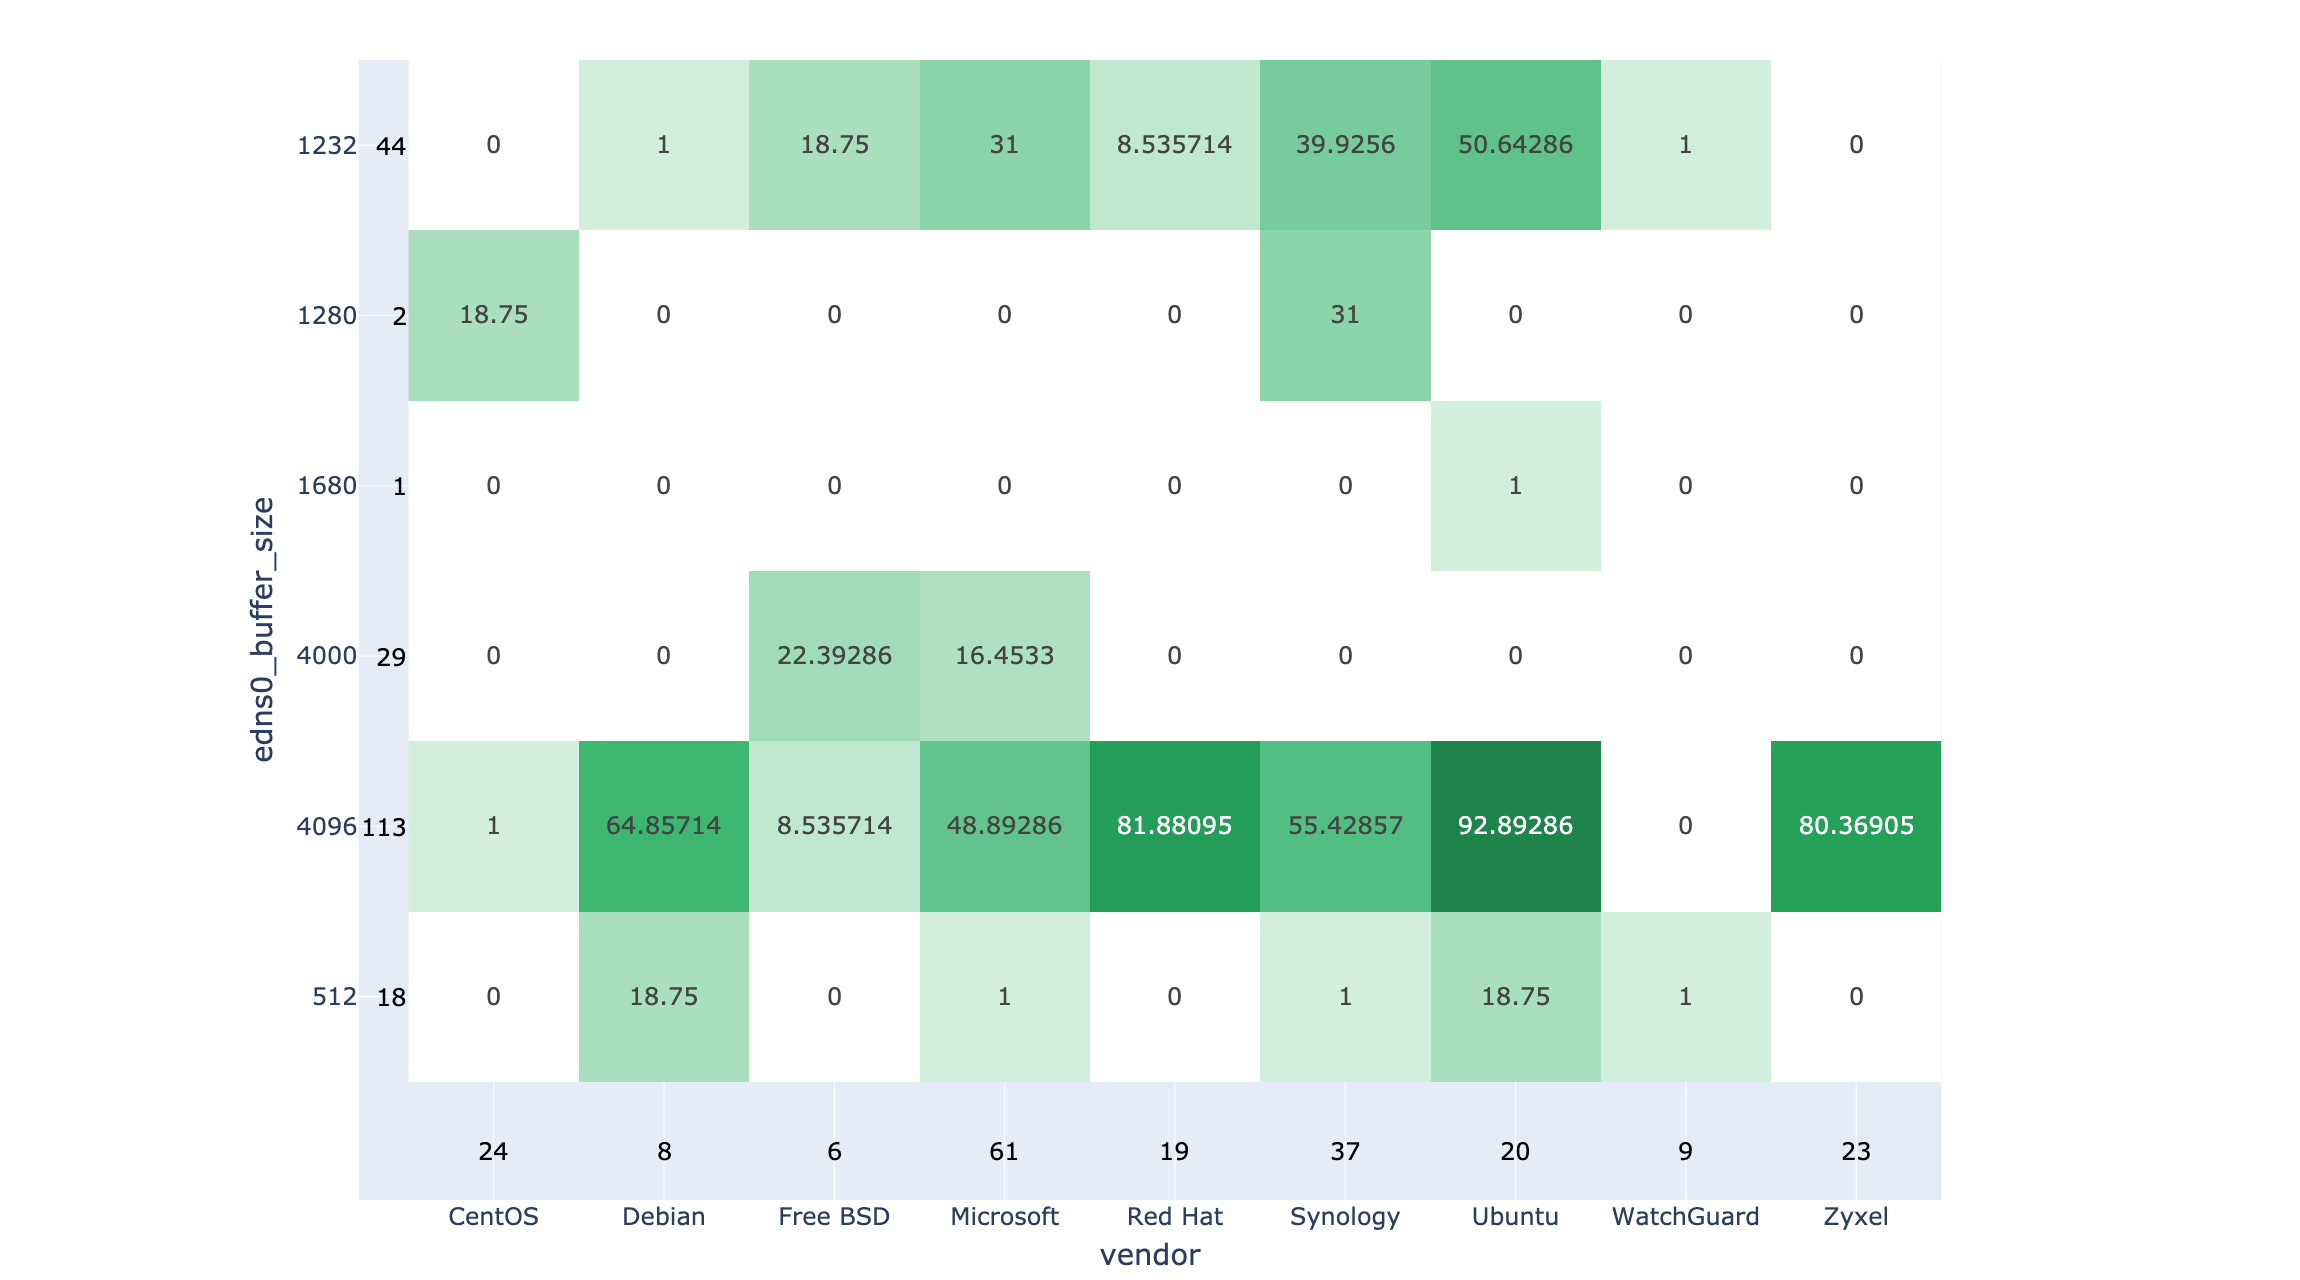 1232 44 0 1 18.75 31 8.535714 39.9256 50.64286 1 0
1280 2 18.75 0 0 0 0 31 0 0 0
1680 1 0 0 0 0 0 0 1 0 0
edns0_buffer_size
4000 29 0 0 22.39286 16.4533 0 0 0 0 0
4096 113 1 64.85714 8.535714 48.89286 81.88095 55.42857 92.89286 0 80.36905
512 18 0 18.75 0 1 0 1 18.75 1 0
24 8 6 61 19 37 20 9 23
CentOS Debian Free BSD Microsoft Red Hat Synology Ubuntu WatchGuard Zyxel
vendor